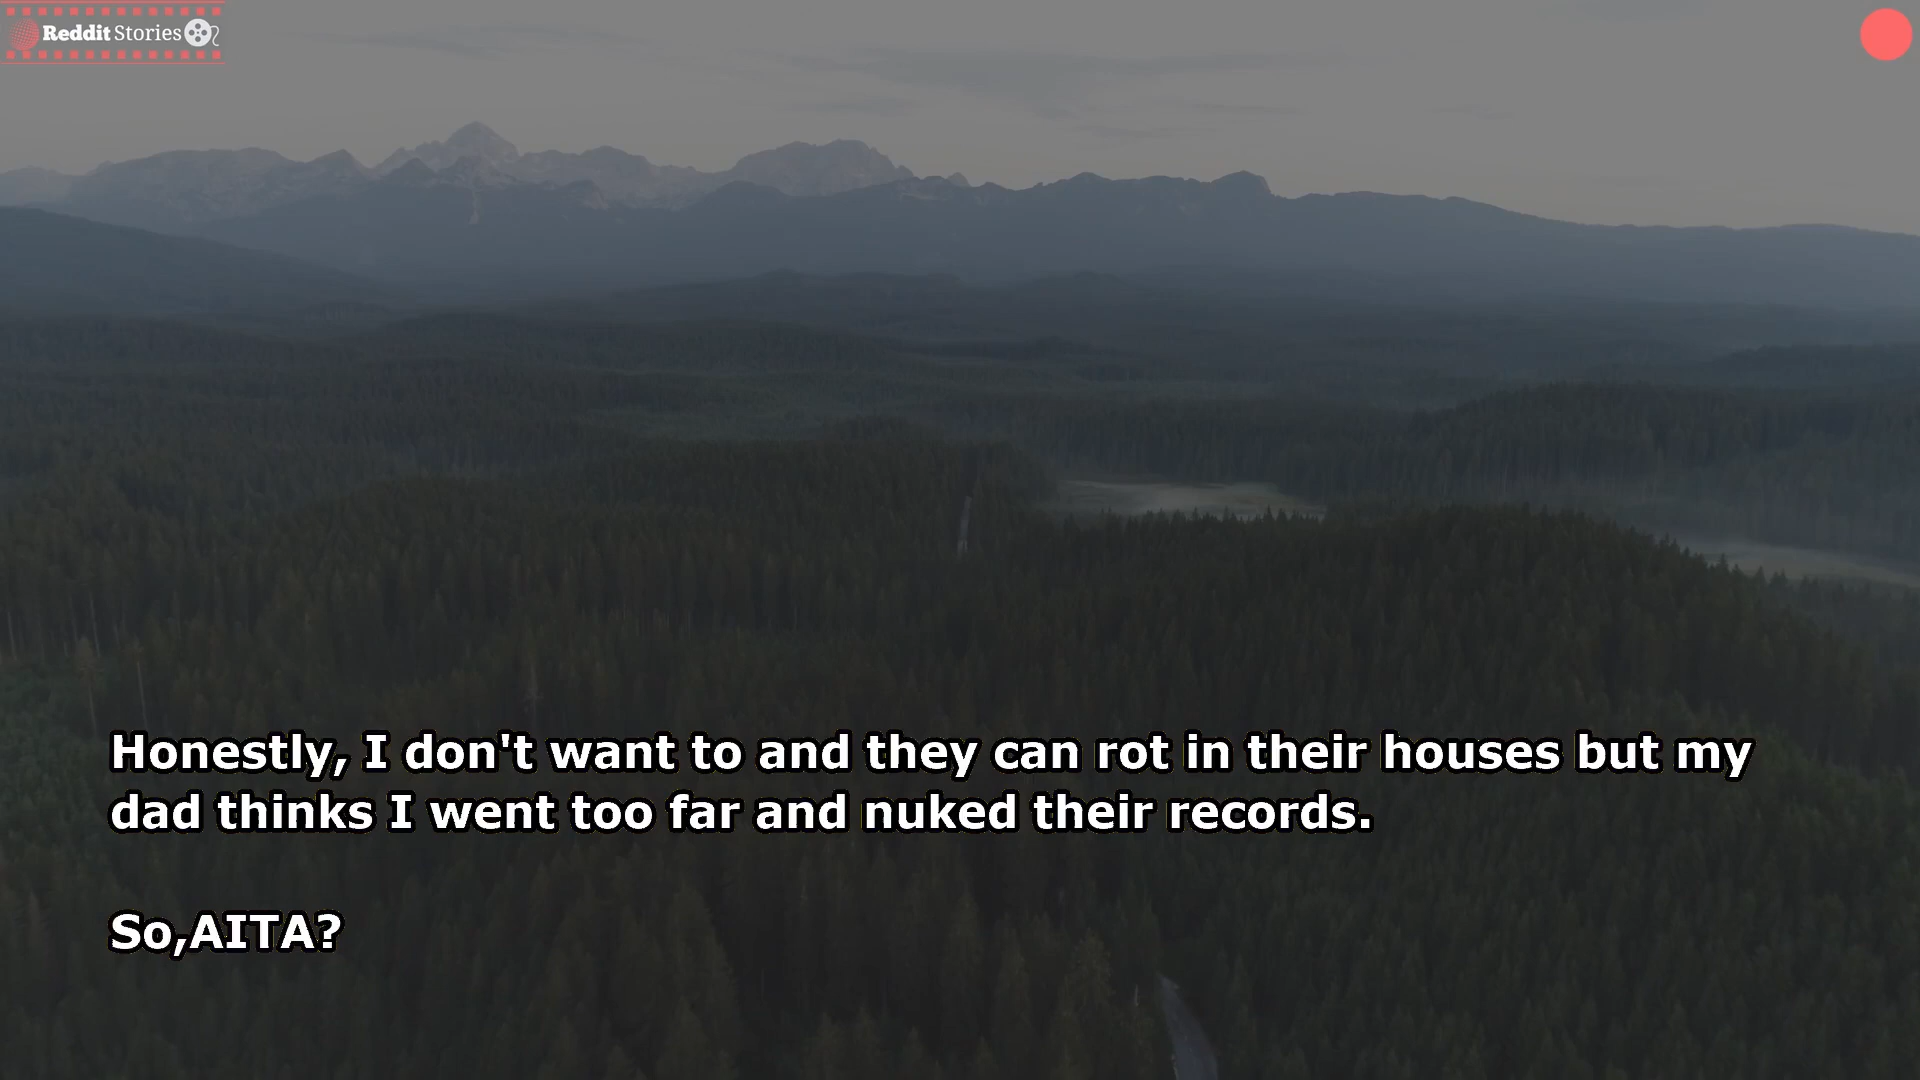 Reddit Stories
Honestly, I don't want to and they can rot in their houses but my
dad thinks I went too far and nuked their records.
So,AITA?